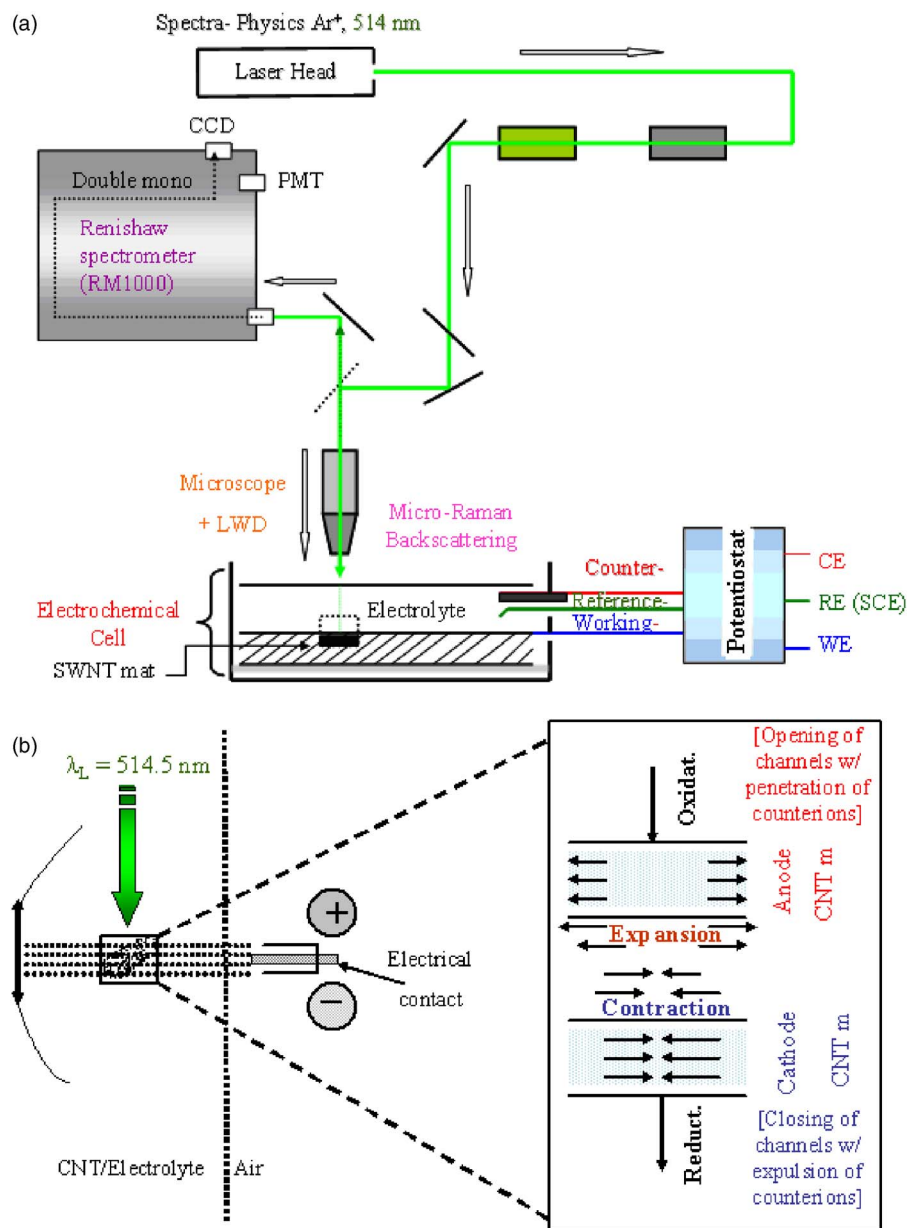 (a)
Spectra- Physics Ar+, 514 nm
Laser Head
CCD
Double mono
PMT
Renishaw
spectrometer
(RM1000)
Microscope
+ LWD
Micro-Raman
Backscattering
Electrochemical
Cell
Electrolyte
SWNT mat
Counter-
Reference-
Working-
Potentiostat
CE
RE (SCE)
WE
(b)
λL = 514.5 nm
+
−
Electrical
contact
CNT/Electrolyte
Air
Oxidat.
[Opening of
channels w/
penetration of
counterions]
Anode
CNT m
Expansion
Contraction
Cathode
CNT m
Reduct.
[Closing of
channels w/
expulsion of
counterions]